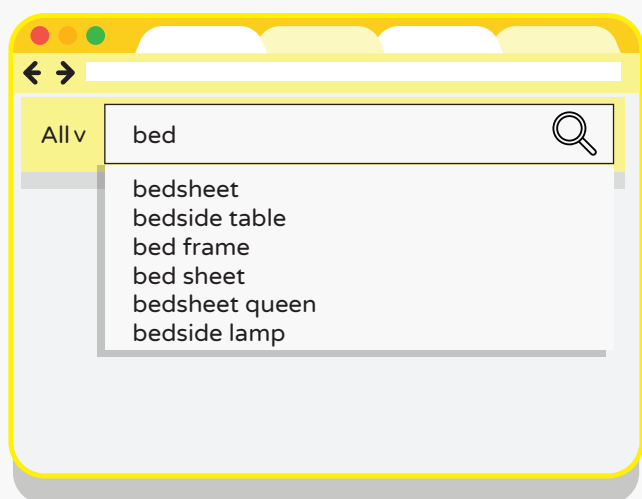 All v
bed
bedsheet
bedside table
bed frame
bed sheet
bedsheet queen
bedside lamp